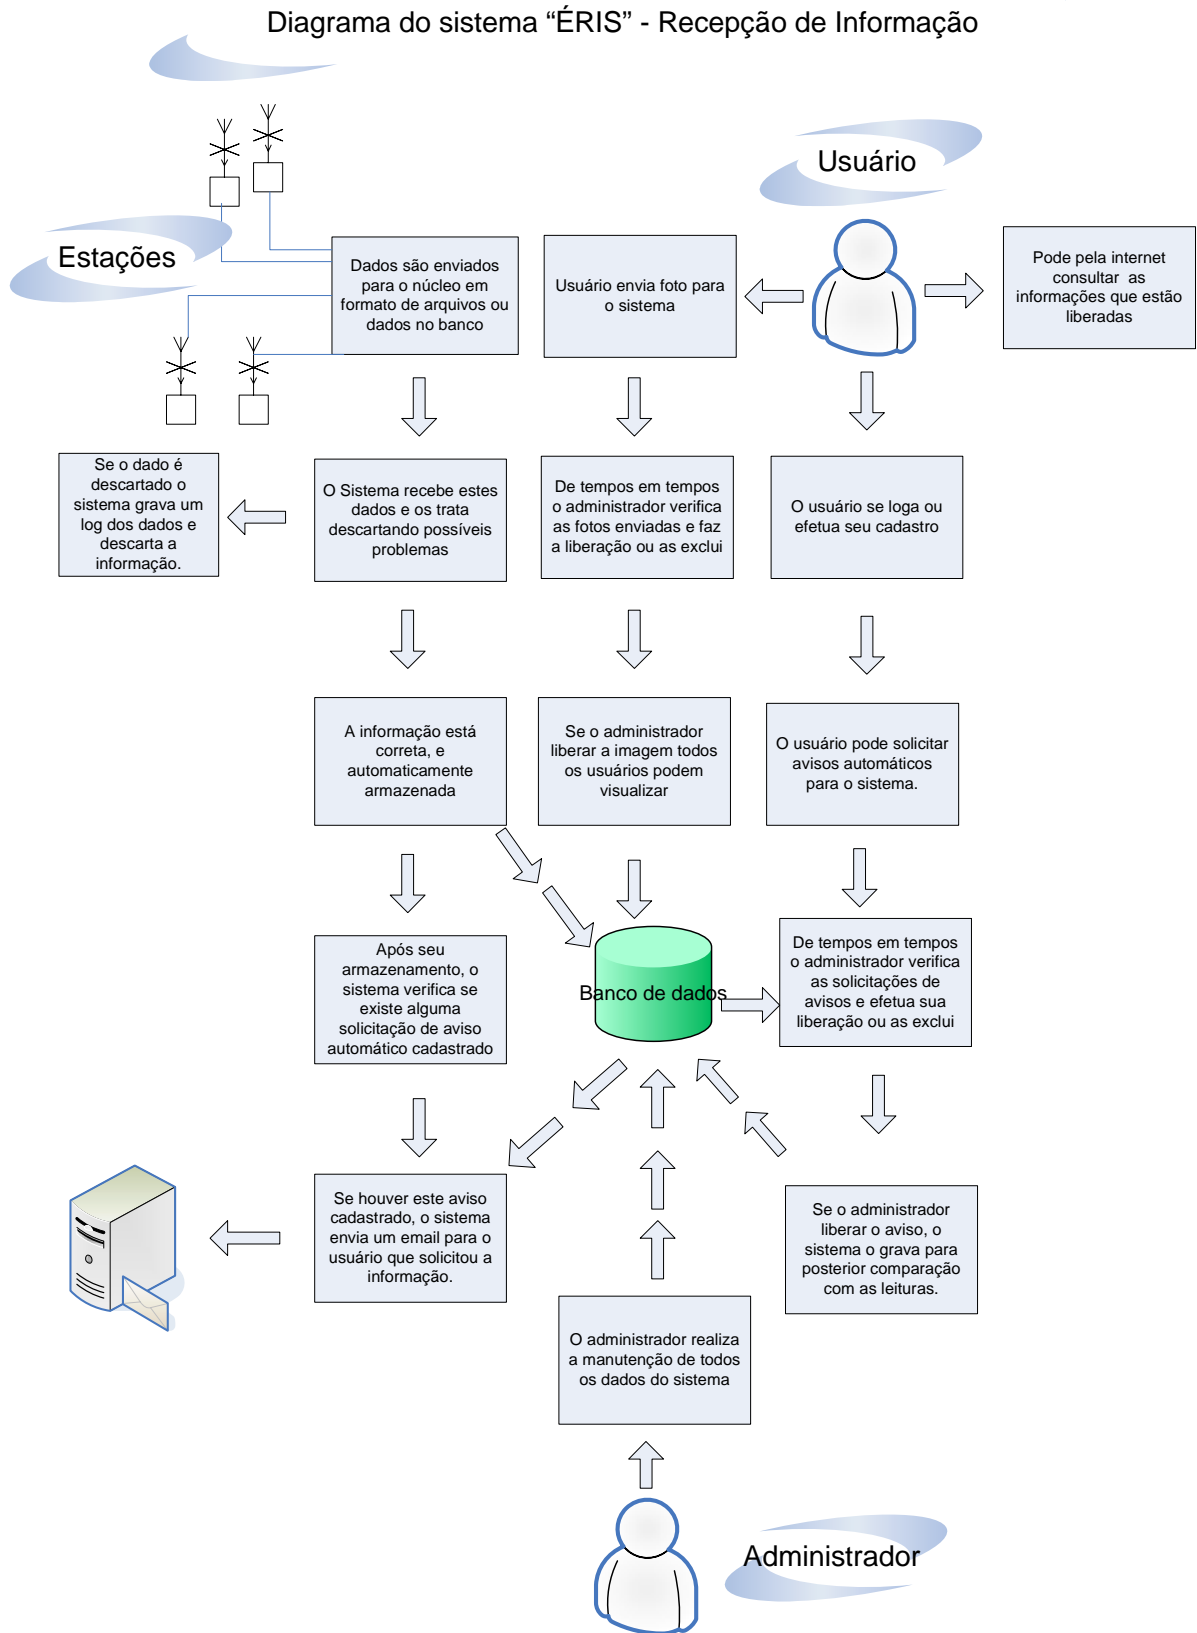 Diagrama do sistema “ÉRIS” - Recepção de Informação
Usuário
Estações
Dados são enviados
para o núcleo em
formato de arquivos ou
dados no banco
Usuário envia foto para
o sistema
Pode pela internet
consultar as
informações que estão
liberadas
Se o dado é
descartado o
sistema grava um
log dos dados e
descarta a
informação.
O Sistema recebe estes
dados e os trata
descartando possíveis
problemas
De tempos em tempos
o administrador verifica
as fotos enviadas e faz
a liberação ou as exclui
O usuário se loga ou
efetua seu cadastro
A informação está
correta, e
automaticamente
armazenada
Se o administrador
liberar a imagem todos
os usuários podem
visualizar
O usuário pode solicitar
avisos automáticos
para o sistema.
Após seu
armazenamento, o
sistema verifica se
existe alguma
solicitação de aviso
automático cadastrado
Banco de dados
De tempos em tempos
o administrador verifica
as solicitações de
avisos e efetua sua
liberação ou as exclui
Se houver este aviso
cadastrado, o sistema
envia um email para o
usuário que solicitou a
informação.
Se o administrador
liberar o aviso, o
sistema o grava para
posterior comparação
com as leituras.
O administrador realiza
a manutenção de todos
os dados do sistema
Administrador